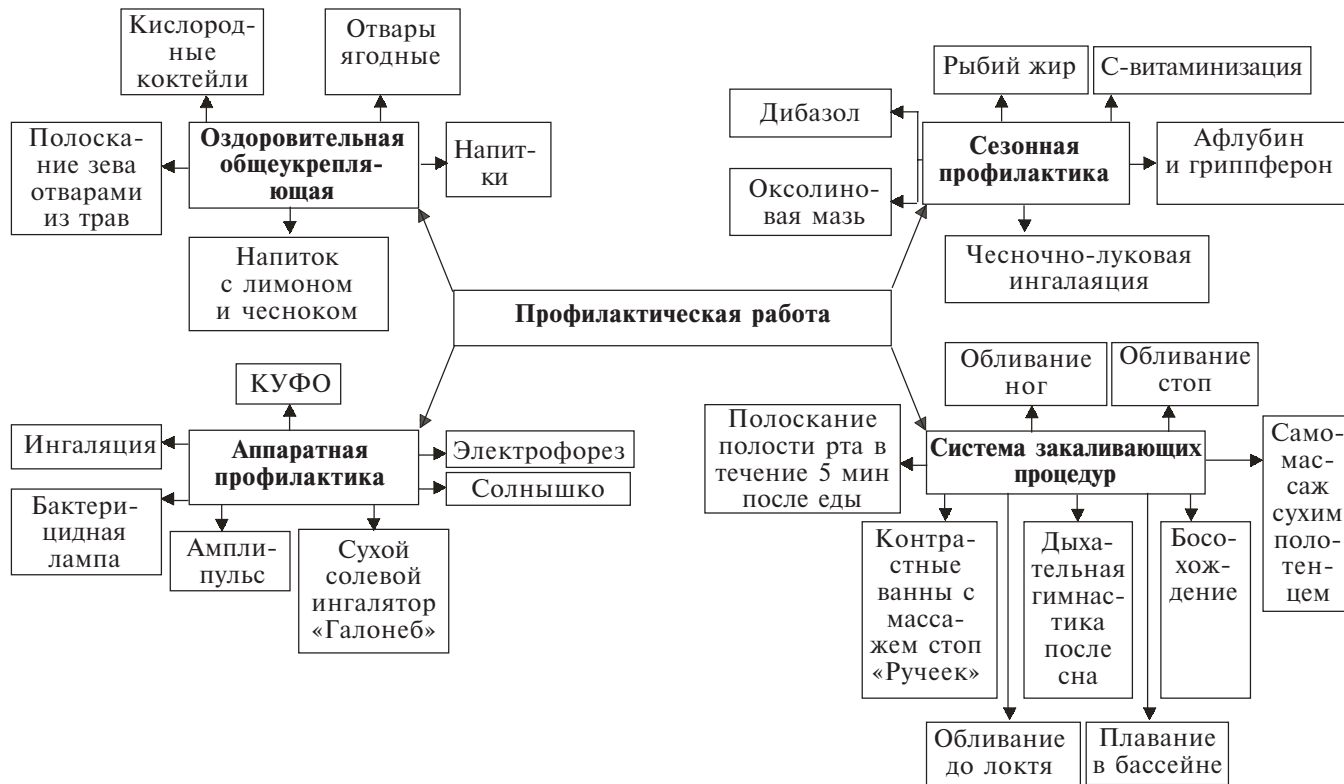 Кислород-
ные
коктейли
Отвары
ягодные
Полоска-
ние зева
отварами
из трав
Оздоровительная
общеукрепля-
ющая
Напит-
ки
Напиток
с лимоном
и чесноком
Рыбий жир
С-витаминизация
Дибазол
Сезонная
профилактика
Афлубин
и гриппферон
Оксолино-
вая мазь
Чесночно-луковая
ингалаяция
Профилактическая работа
КУФО
Ингаляция
Аппаратная
профилактика
Электрофорез
Солнышко
Бактери-
цидная
лампа
Ампли-
пульс
Сухой
солевой
ингалятор
«Галонеб»
Обливание
ног
Обливание
стоп
Полоскание
полости рта в
течение 5 мин
после еды
Система закаливающих
процедур
Само-
мас-
саж
сухим
поло-
тен-
цем
Контра-
стные
ванны с
масса-
жем стоп
«Ручеек»
Дыха-
тельная
гимнас-
тика
после
сна
Босо-
хож-
дение
Обливание
до локтя
Плавание
в бассейне